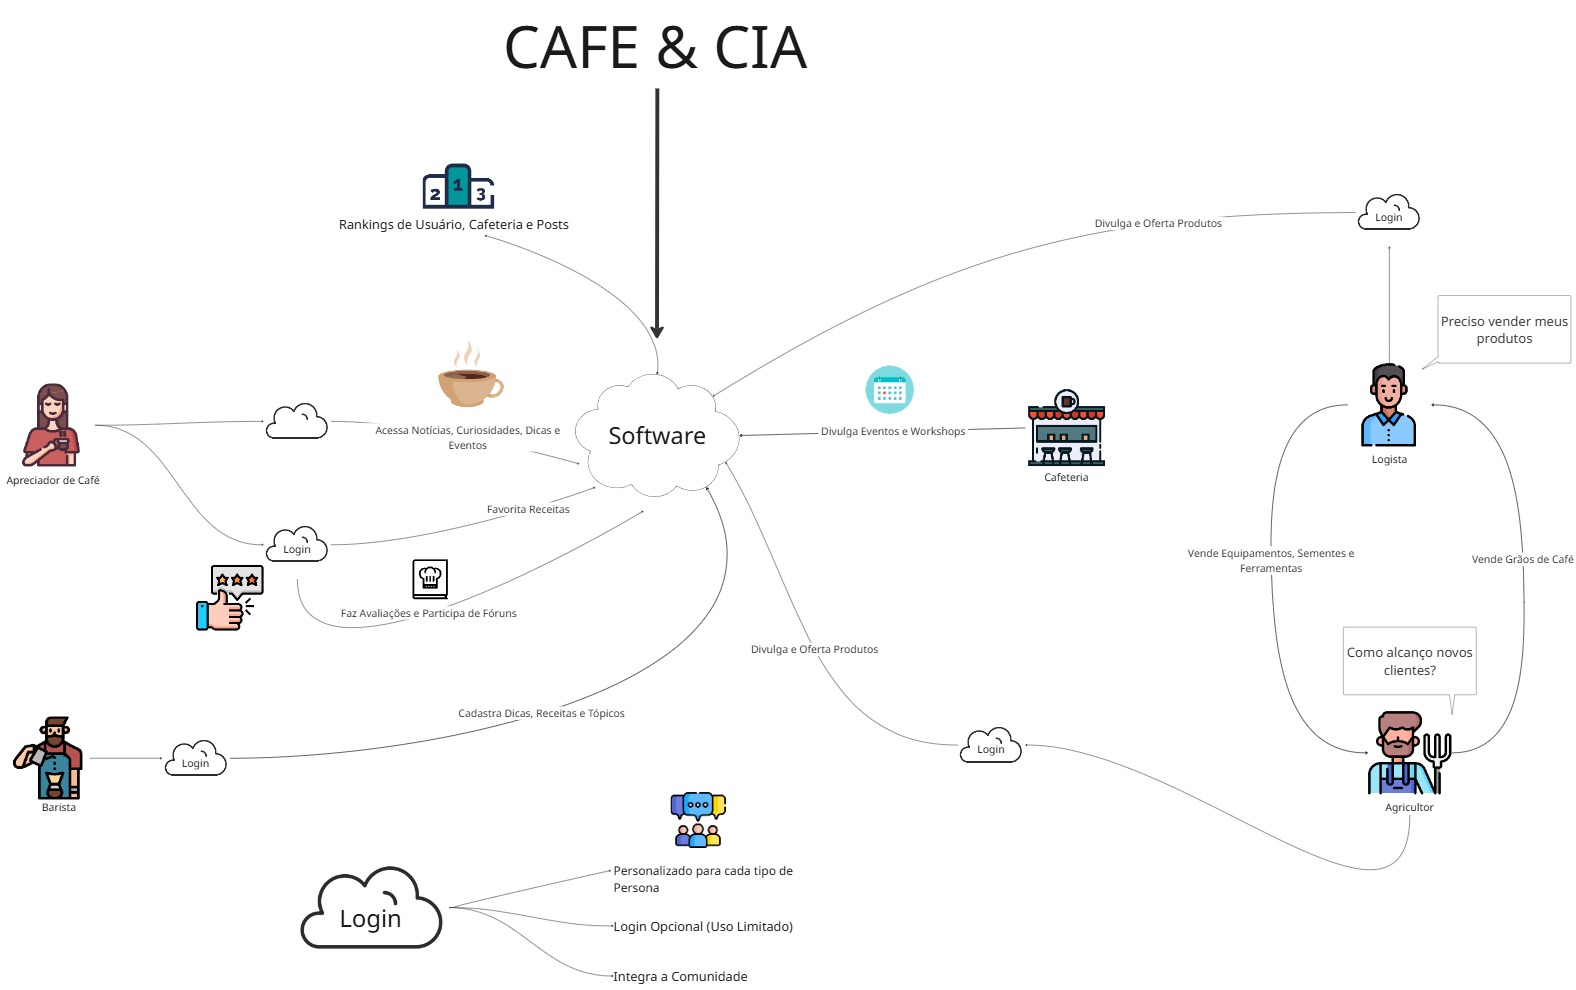 CAFE & CIA
2 1 3
Rankings de Usuário, Cafeteria e Posts
Login
Divulga e Oferta Produtos
Preciso vender meus
produtos
Acessa Notícias, Curiosidades, Dicas e
Eventos
Software
Divulga Eventos e Workshops
Cafeteria
Logista
Apreciador de Café
Favorita Receitas
Login
Faz Avaliações e Participa de Fóruns
Vende Equipamentos, Sementes e
Ferramentas
Vende Grãos de Café
Divulga e Oferta Produtos
Como alcanço novos
clientes?
Cadastra Dicas, Receitas e Tópicos
Login
Login
Barista
Agricultor
Login
Personalizado para cada tipo de
Persona
Login Opcional (Uso Limitado)
Integra a Comunidade